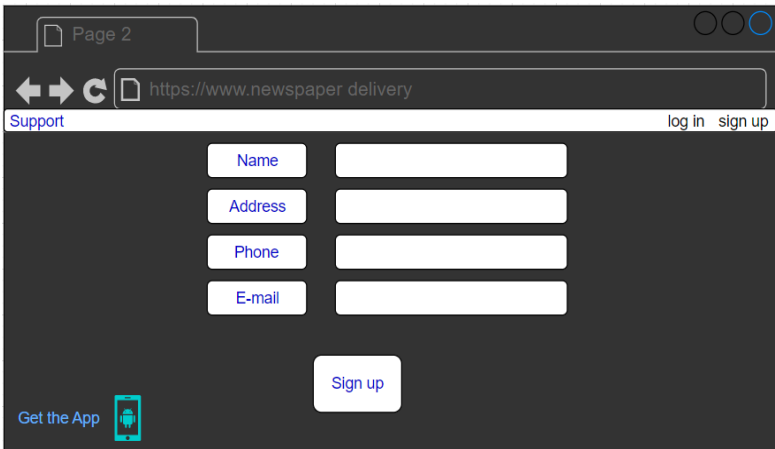 Page 2
https://www.newspaper delivery
Support log in sign up
Name
Address
Phone
E-mail
Sign up
Get the App